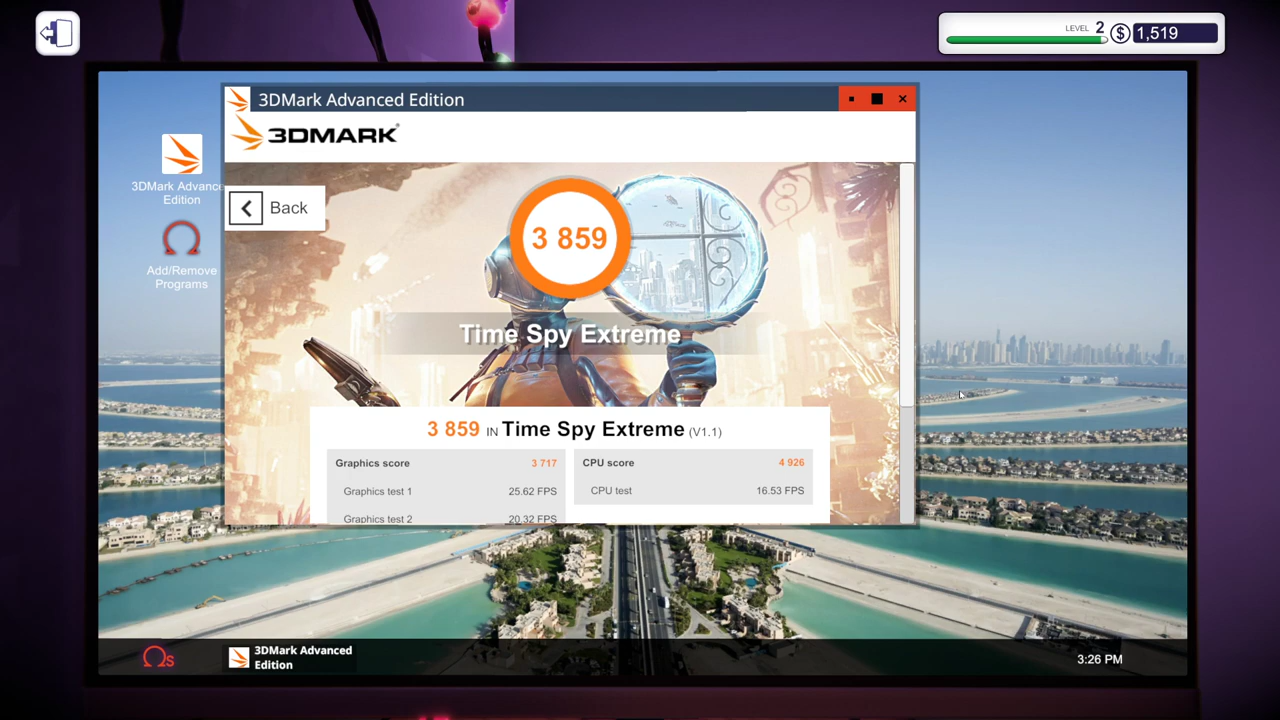 LEVEL 2 $ 1,519
3DMark Advanced Edition
3DMARK
3DMark Advance
Edition
Add/Remove
Programs
Back
3 859
Time Spy Extreme
3 859 IN Time Spy Extreme (V1.1)
Graphics score 3 717
Graphics test 1 25.62 FPS
Graphics test 2 20.32 FPS
CPU score 4 926
CPU test 16.53 FPS
Ωs
3DMark Advanced
Edition
3:26 PM